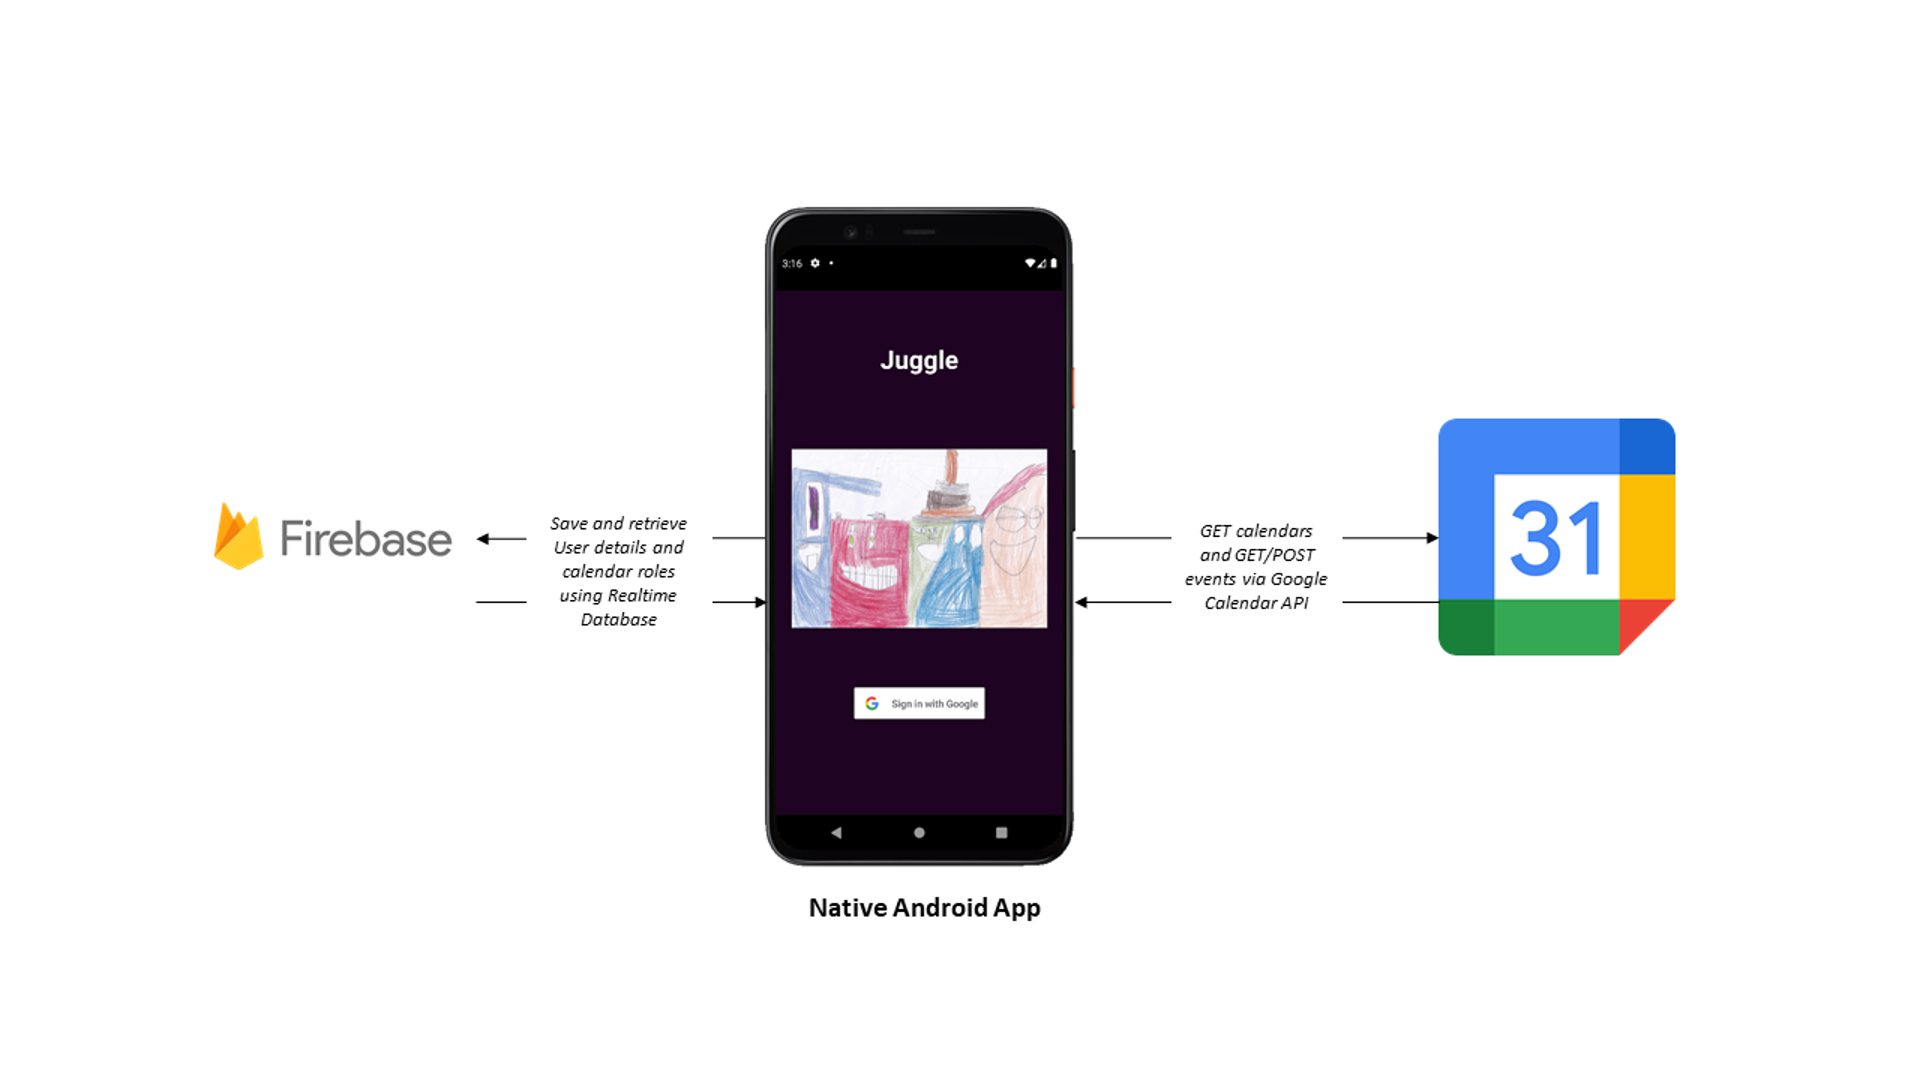 3:16
Juggle
Sign in with Google
Firebase
Save and retrieve
User details and
calendar roles
using Realtime
Database
GET calendars
and GET/POST
events via Google
Calendar API
31
Native Android App